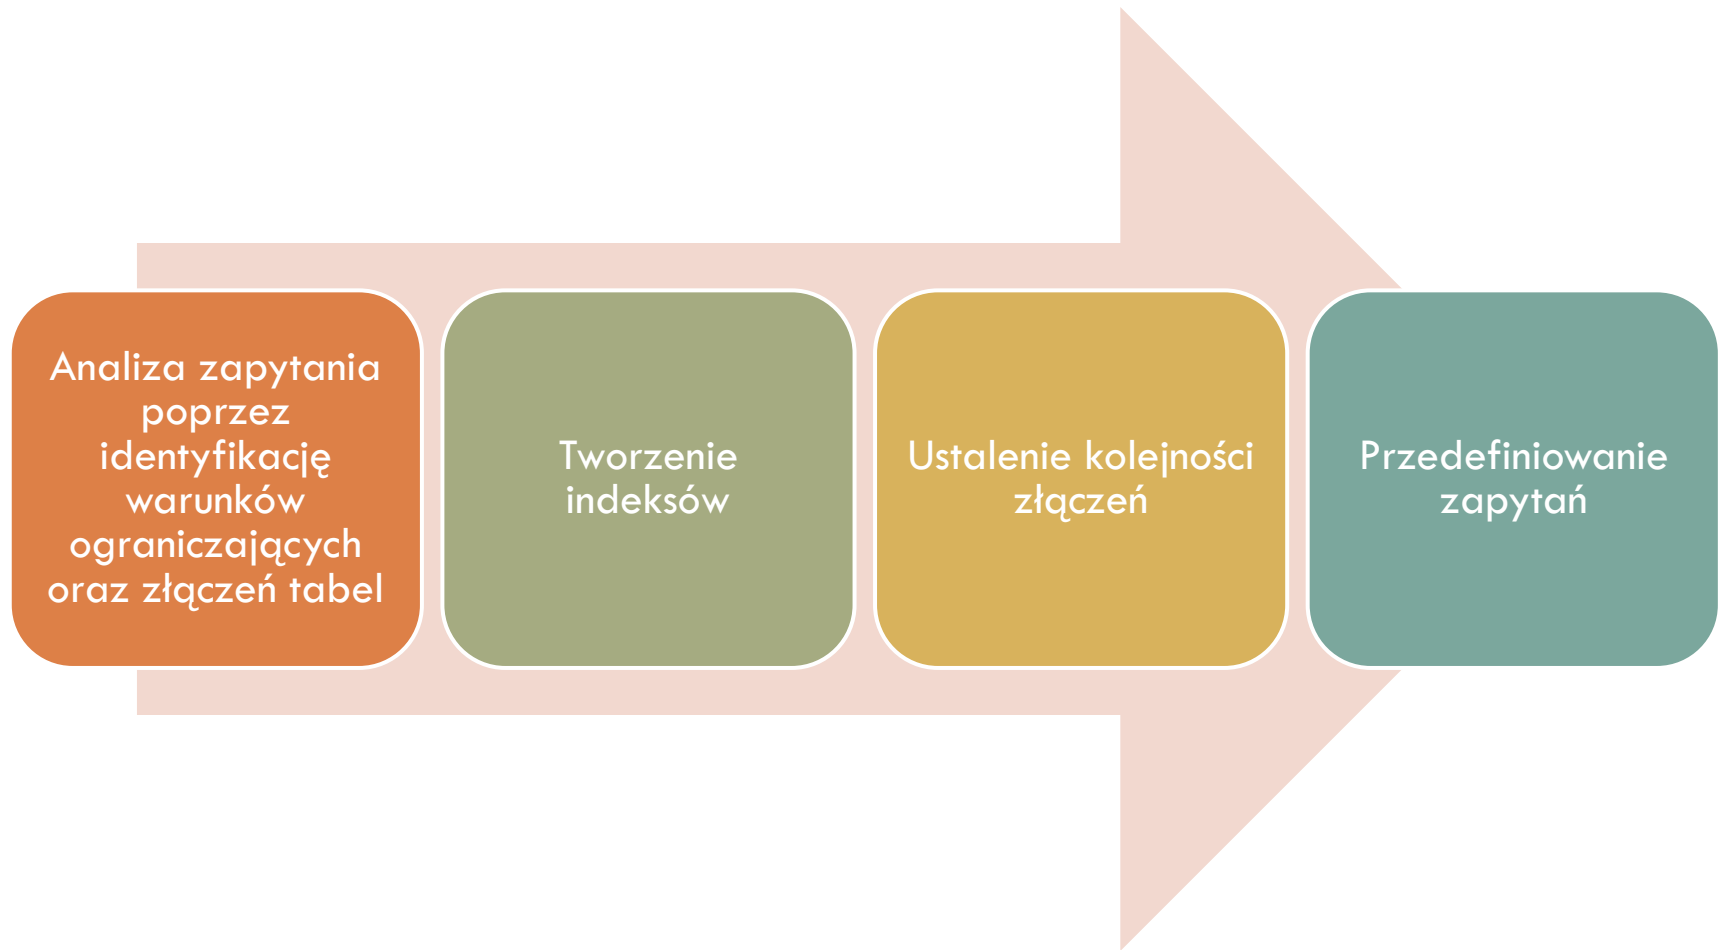 Analiza zapytania
poprzez
identyfikację
warunków
ograniczających
oraz złączeń tabel
Tworzenie
indeksów
Ustalenie kolejności
złączeń
Przedefiniowanie
zapytań